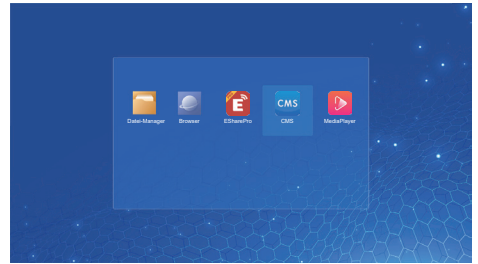 E
CMS
Datei-Manager
Browser
ESharePro
CMS
MediaPlayer